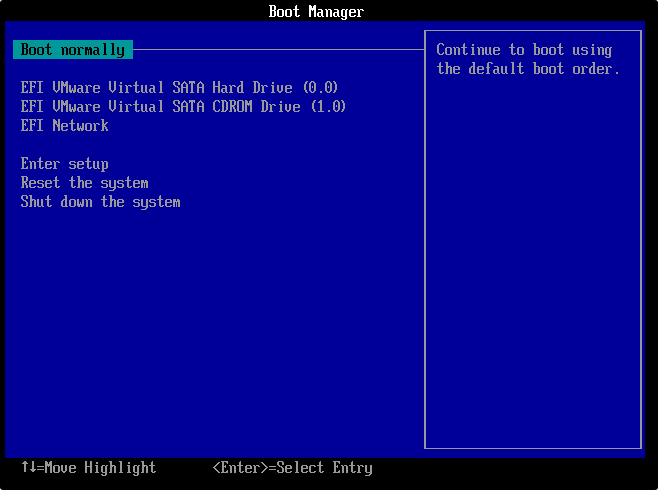 Boot Manager
Boot normally
Continue to boot using
the default boot order.
EFI VMware Virtual SATA Hard Drive (0.0)
EFI VMware Virtual SATA CDROM Drive (1.0)
EFI Network
Enter setup
Reset the system
Shut down the system
↑↓=Move Highlight
<Enter>=Select Entry